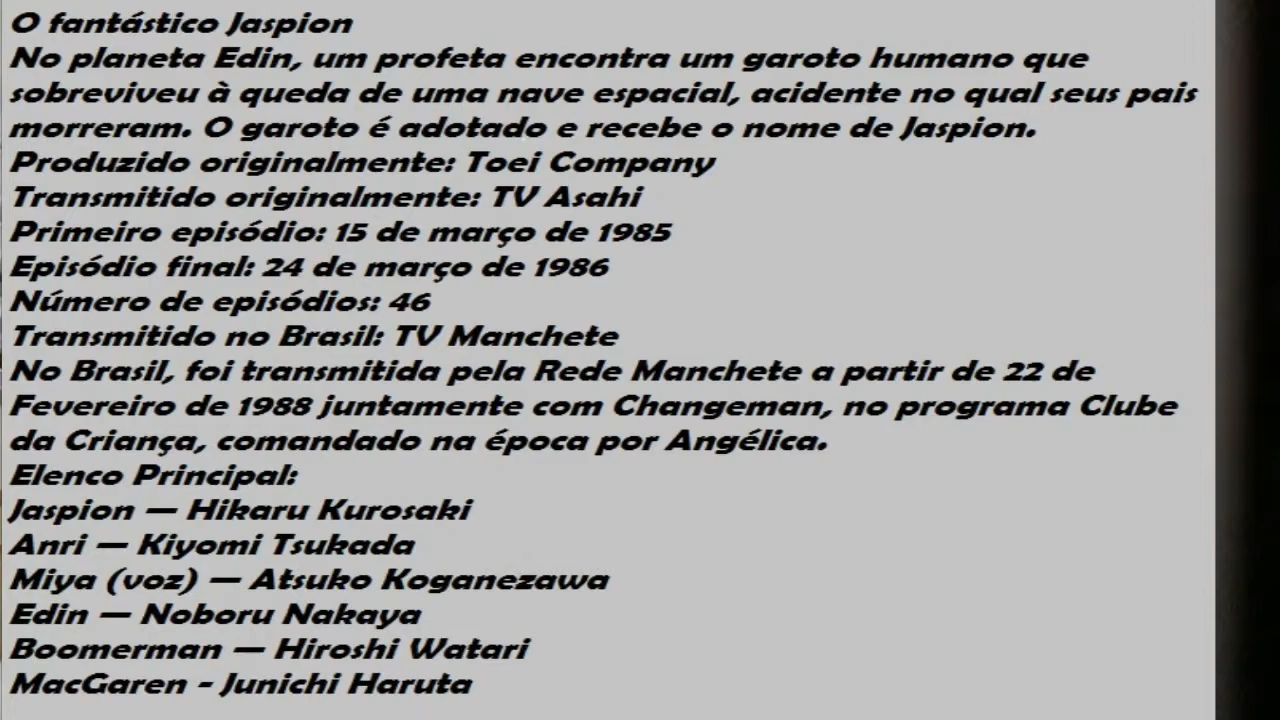 O fantástico Jaspion
No planeta Edin, um profeta encontra um garoto humano que
sobreviveu à queda de uma nave espacial, acidente no qual seus pais
morreram. O garoto é adotado e recebe o nome de Jaspion.
Produzido originalmente: Toei Company
Transmitido originalmente: TV Asahi
Primeiro episódio: 15 de março de 1985
Episódio final: 24 de março de 1986
Número de episódios: 46
Transmitido no Brasil: TV Manchete
No Brasil, foi transmitida pela Rede Manchete a partir de 22 de
Fevereiro de 1988 juntamente com Changeman, no programa Clube
da Criança, comandado na época por Angélica.
Elenco Principal:
Jaspion — Hikaru Kurosaki
Anri — Kiyomi Tsukada
Miya (voz) — Atsuko Koganezawa
Edin — Noboru Nakaya
Boomerman — Hiroshi Watari
MacGaren - Junichi Haruta